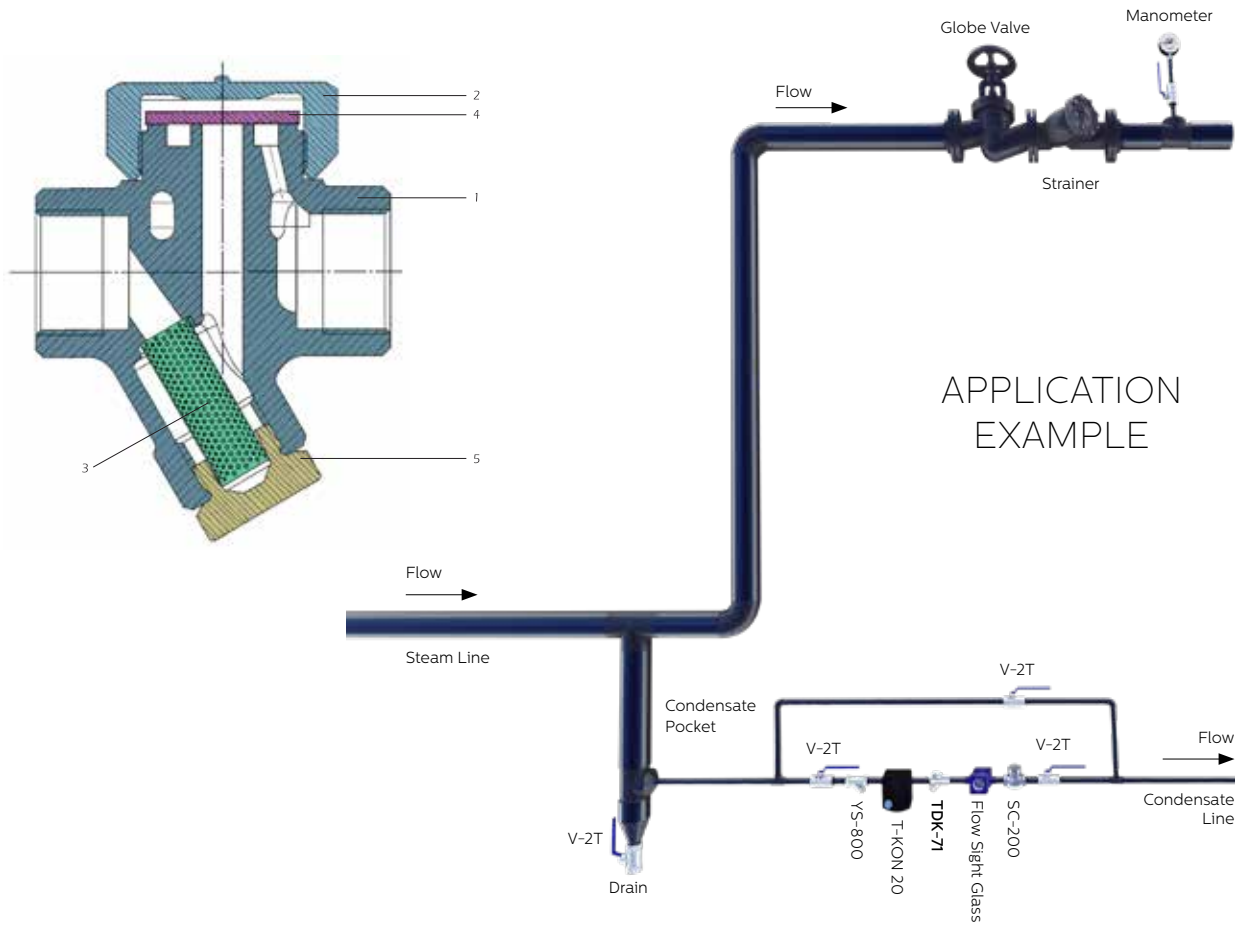 2
4
1
3
5
Globe Valve
Manometer
Flow
Strainer
APPLICATION
EXAMPLE
Flow
Steam Line
Condensate
Pocket
V-2T
V-2T
V-2T
Flow
Condensate
Line
YS-800
T-KON 20
TDK-71
Flow Sight Glass
SC-200
V-2T
Drain